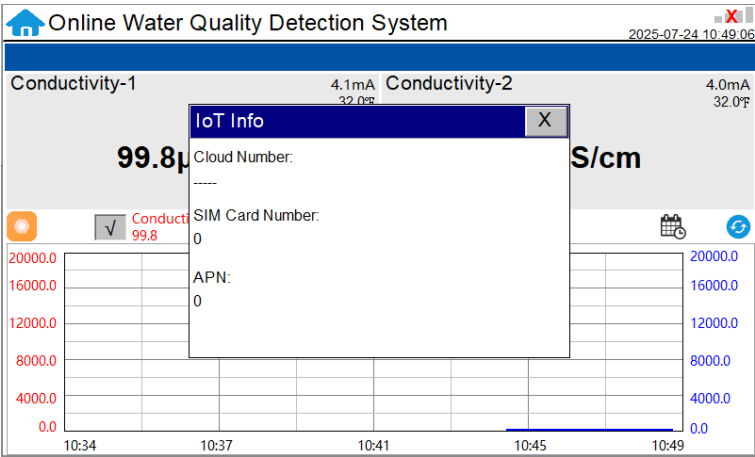 Online Water Quality Detection System
X
2025-07-24 10:49:06
Conductivity-1
4.1mA
32.0℉
Conductivity-2
4.0mA
32.0℉
99.8μ
S/cm
IoT Info
X
Cloud Number:
-----
SIM Card Number:
0
APN:
0
√
Conducti
99.8
20000.0
16000.0
12000.0
8000.0
4000.0
0.0
20000.0
16000.0
12000.0
8000.0
4000.0
0.0
10:34 10:37 10:41 10:45 10:49